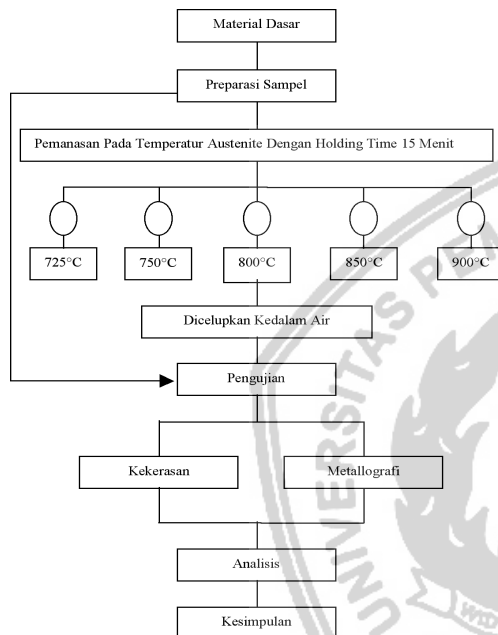 Material Dasar
Preparasi Sampel
Pemanasan Pada Temperatur Austenite Dengan Holding Time 15 Menit
725°C
750°C
800°C
850°C
900°C
Dicelupkan Kedalam Air
Pengujian
Kekerasan
Metallografi
Analisis
Kesimpulan